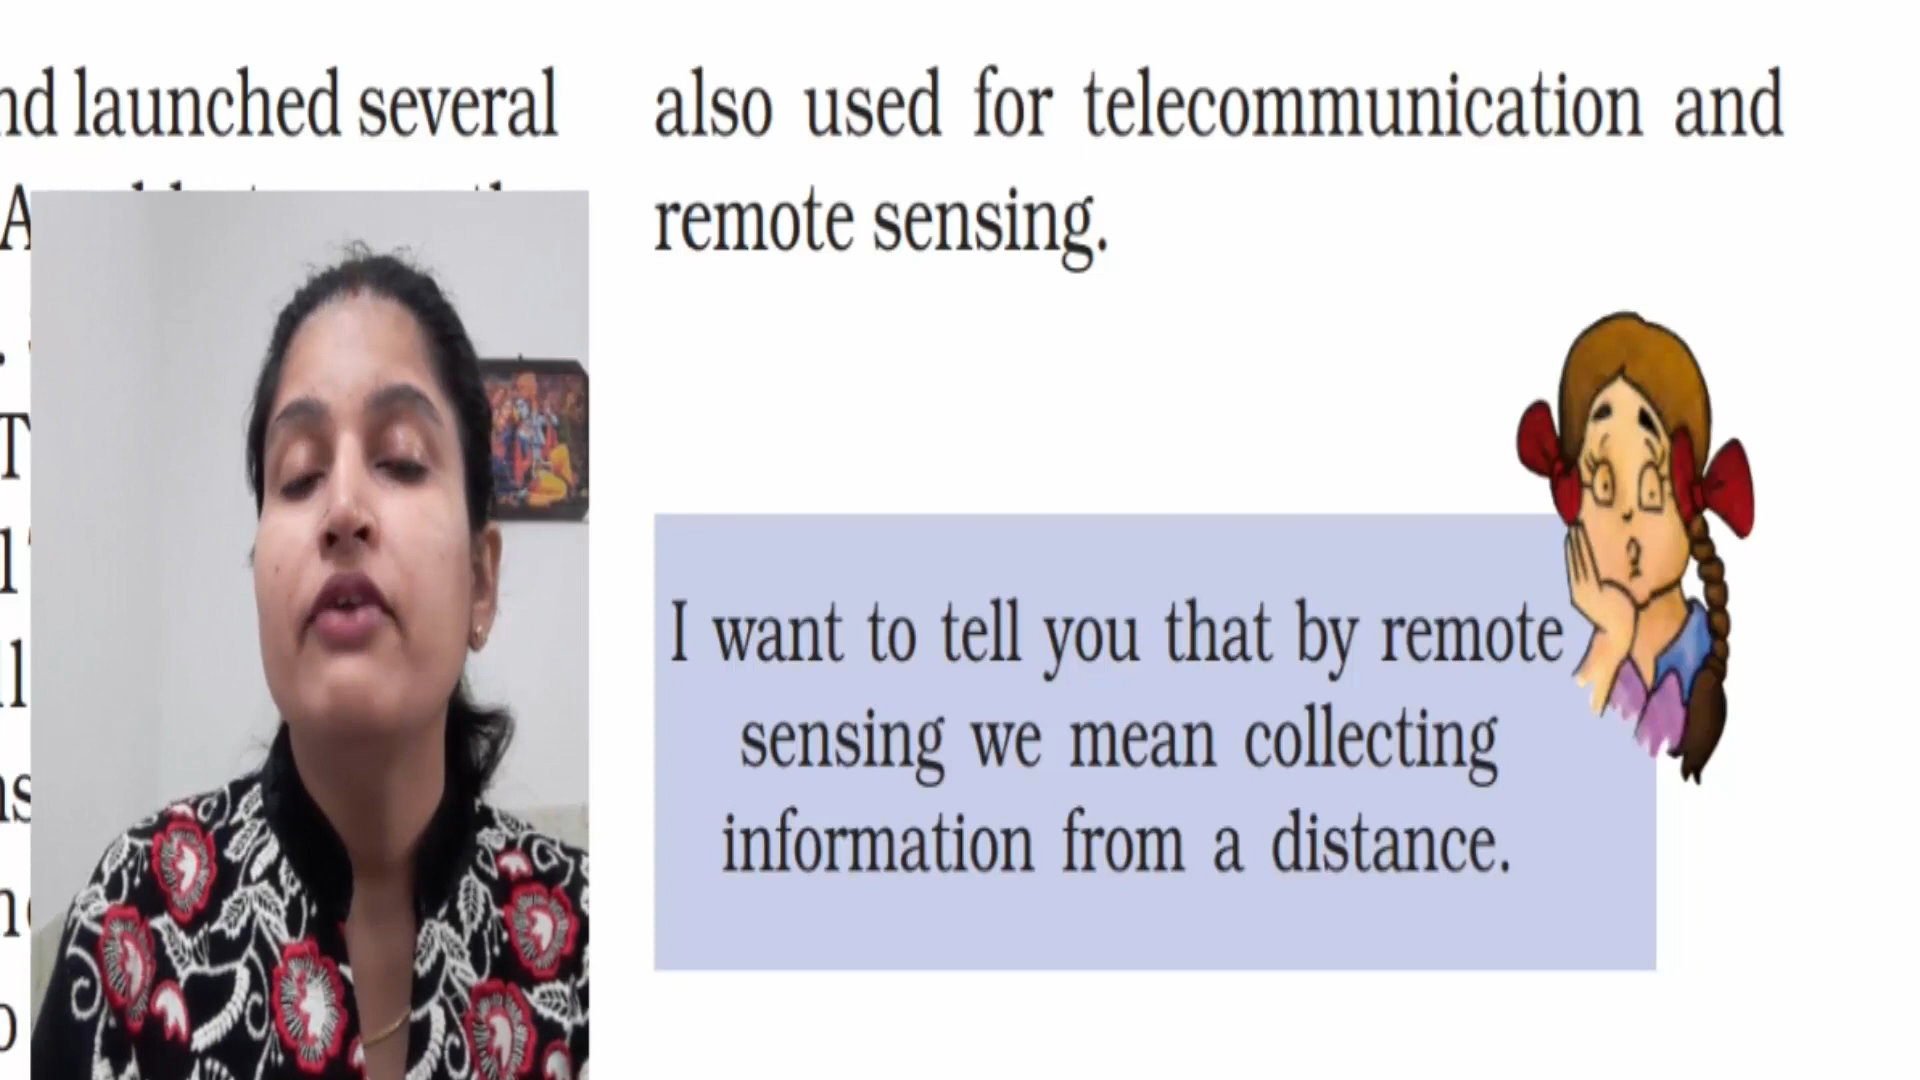 nd launched several
also used for telecommunication and
remote sensing.
I want to tell you that by remote
sensing we mean collecting
information from a distance.